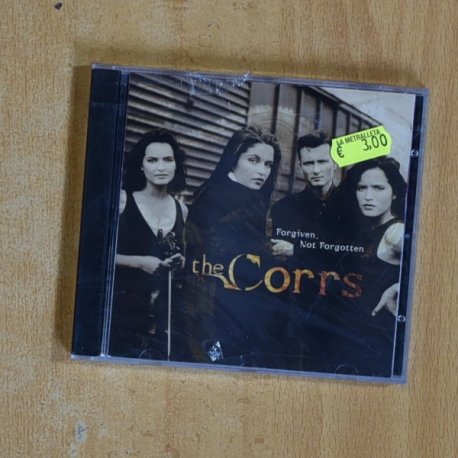 LA METRALLETA
€ 3,00
Forgiven,
Not Forgotten
the Corrs